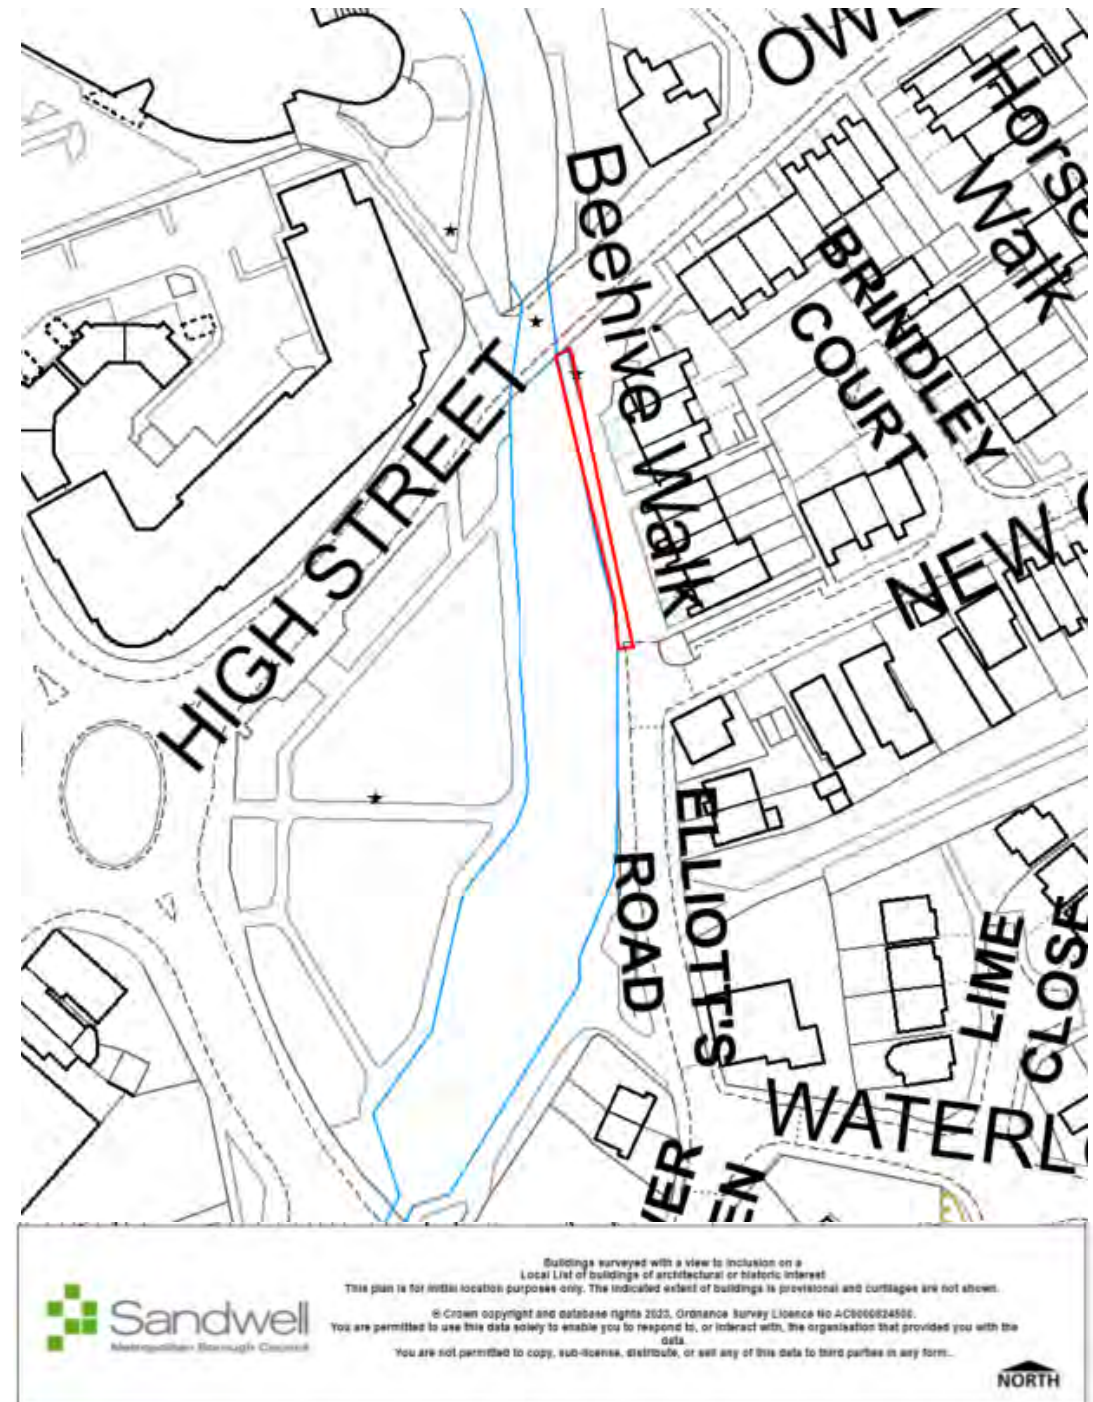 OWE
Horse
Walk
Beehive Walk
BRINDLEY
COURT
HIGH STREET
NEW
ELLIOTT'S
ROAD
LIME
CLOSE
WATERL
VER
EN
Sandwell
Metropolitan Borough Council
Buildings surveyed with a view to inclusion on a
Local List of buildings of architectural or historic interest
This plan is for initial location purposes only. The indicated extent of buildings is provisional and curtilages are not shown.
© Crown copyright and database rights 2023, Ordnance Survey Licence No AC0000824500.
You are permitted to use this data solely to enable you to respond to, or interact with, the organisation that provided you with the
data.
You are not permitted to copy, sub-license, distribute, or sell any of this data to third parties in any form.
NORTH